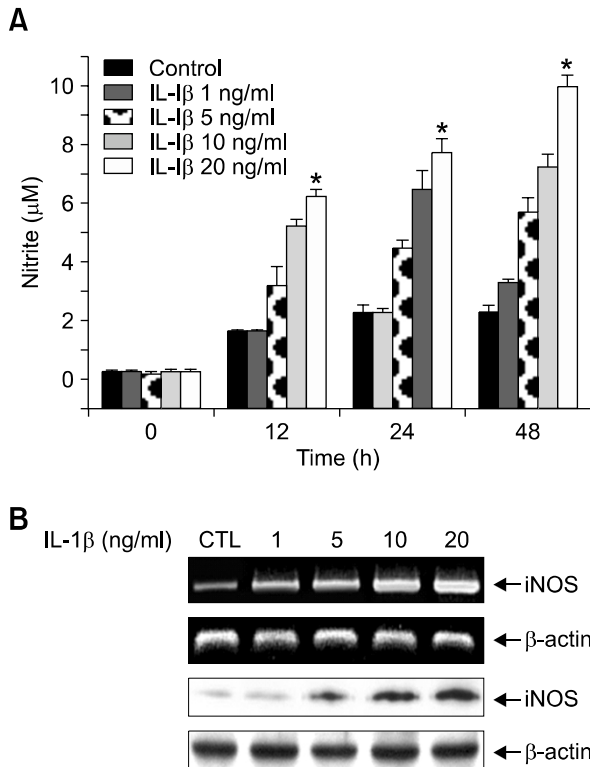 A
Control
IL-Iβ 1 ng/ml
IL-Iβ 5 ng/ml
IL-Iβ 10 ng/ml
IL-Iβ 20 ng/ml
Nitrite (μM)
10
8
6
4
2
0
* * *
0 12 24 48
Time (h)
B
IL-1β (ng/ml) CTL 1 5 10 20
iNOS
β-actin
iNOS
β-actin